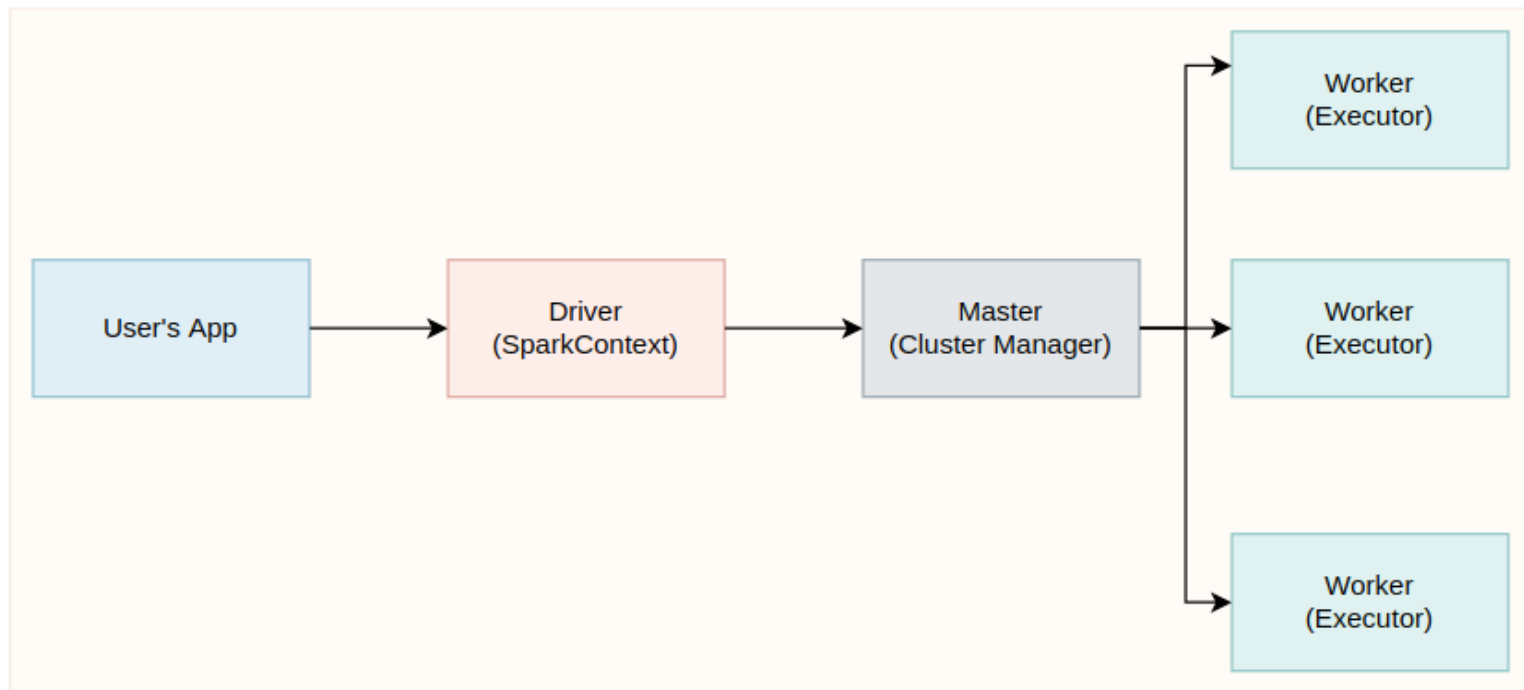 User's App
Driver
(SparkContext)
Master
(Cluster Manager)
Worker
(Executor)
Worker
(Executor)
Worker
(Executor)